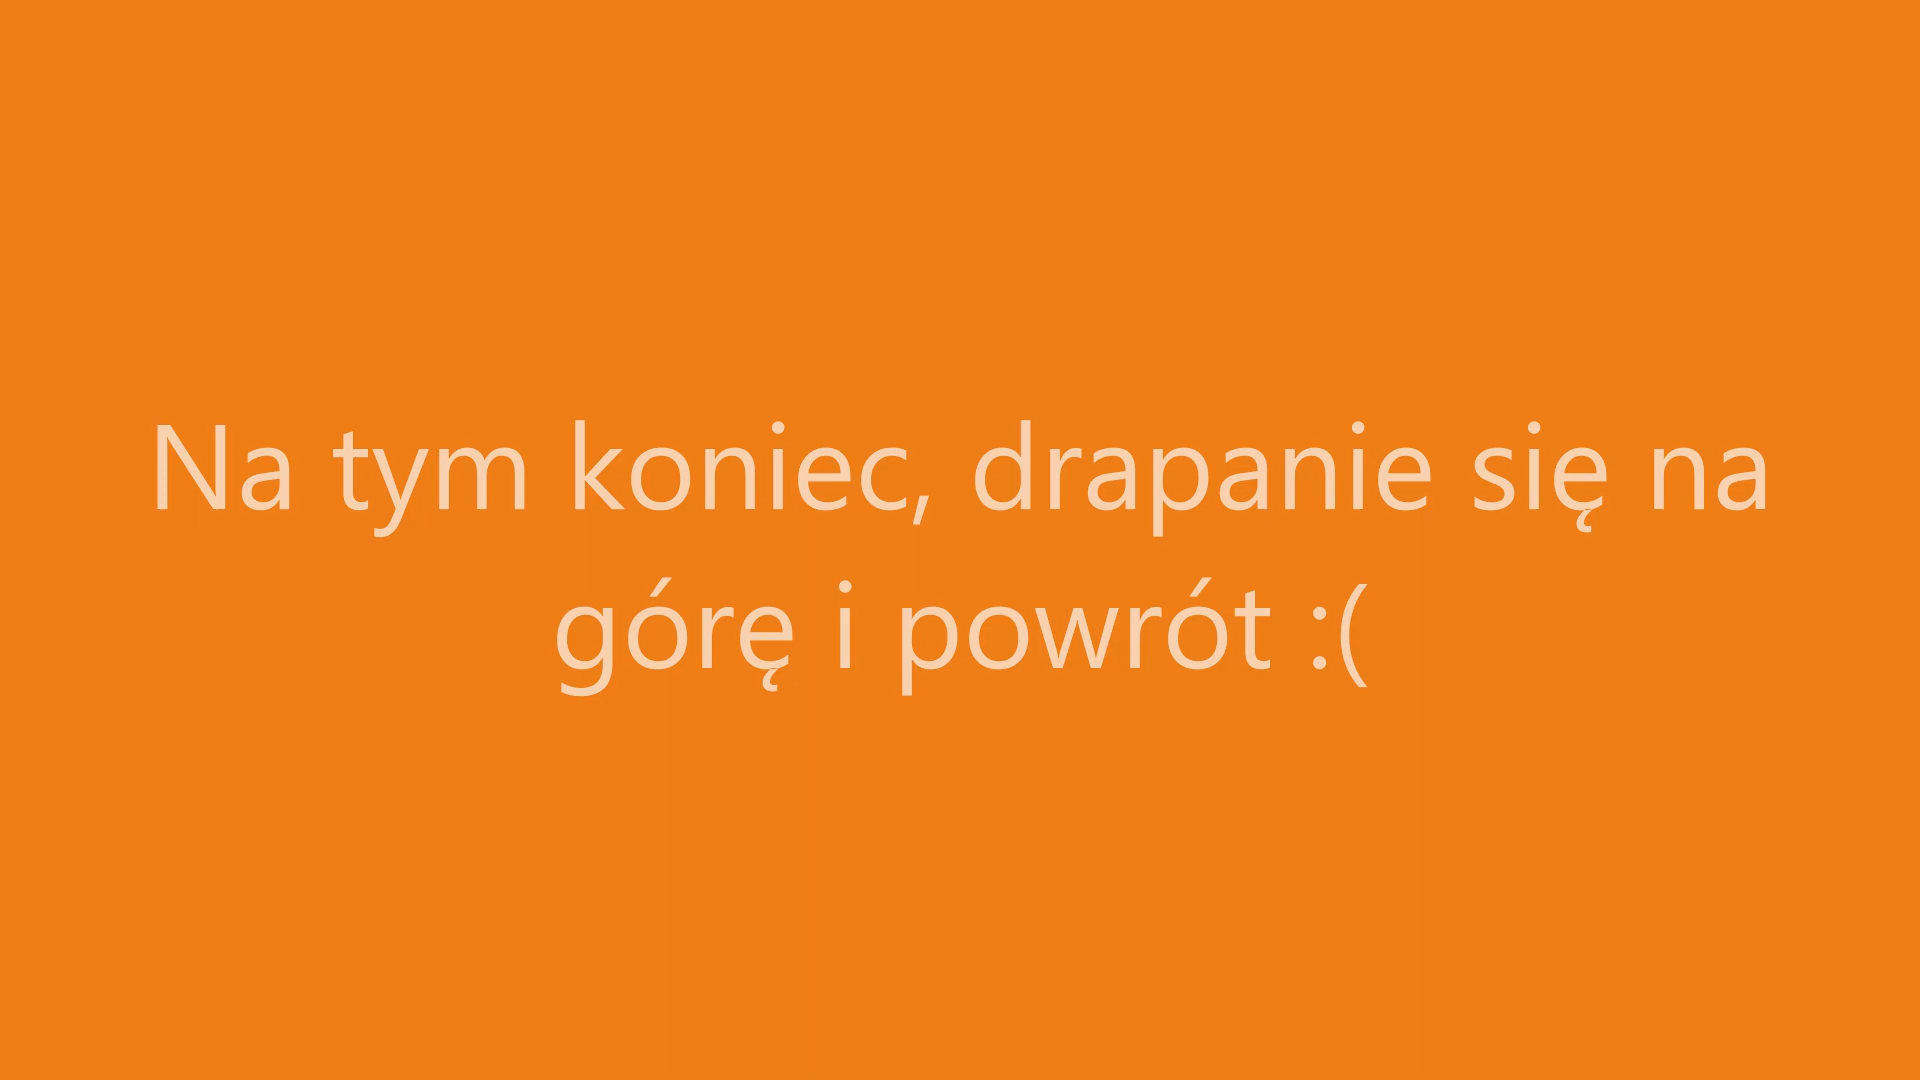 Na tym koniec, drapanie się na
górę i powrót :(